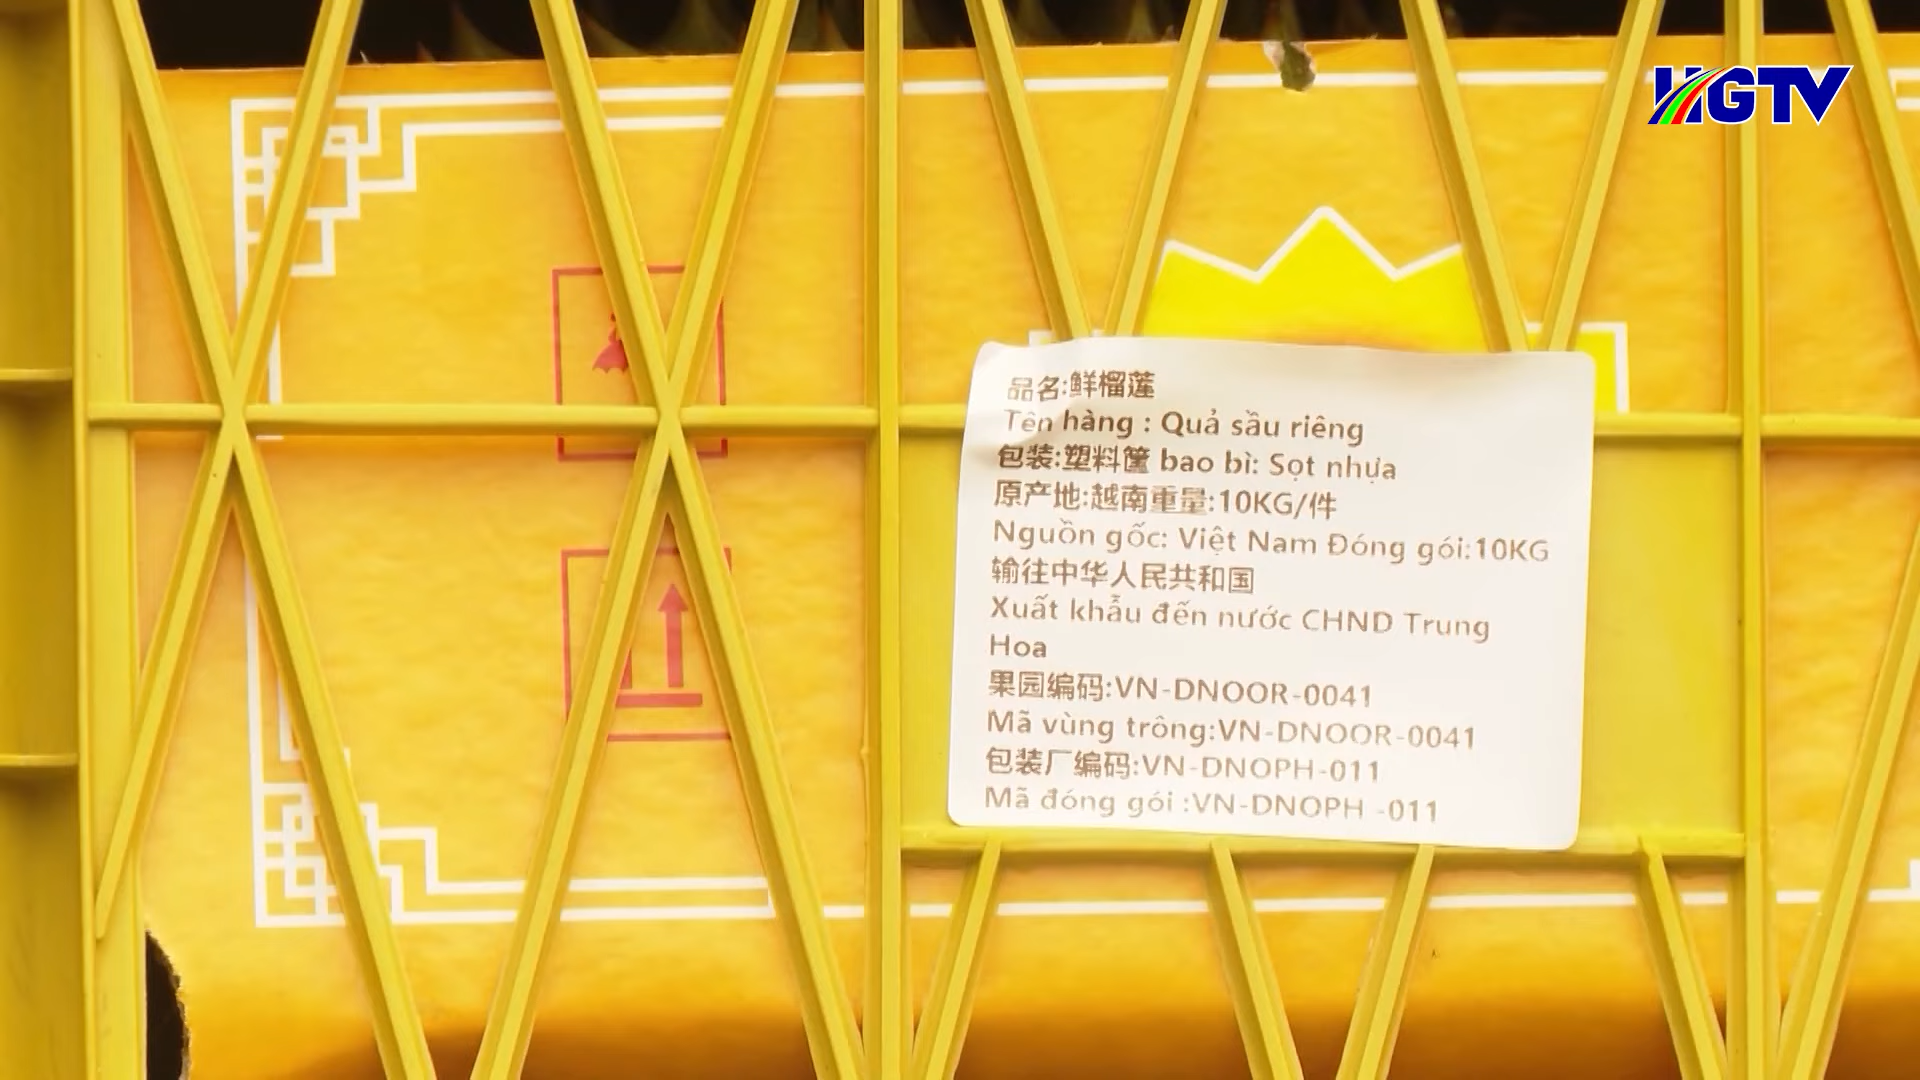 HGTV
品名:鲜榴莲
Tên hàng : Quả sầu riêng
包装:塑料筐 bao bì: Sọt nhựa
原产地:越南重量:10KG/件
Nguồn gốc: Việt Nam Đóng gói:10KG
输往中华人民共和国
Xuất khẩu đến nước CHND Trung
Hoa
果园编码:VN-DNOOR-0041
Mã vùng trông:VN-DNOOR-0041
包装厂编码:VN-DNOPH-011
Mã đóng gói :VN-DNOPH -011